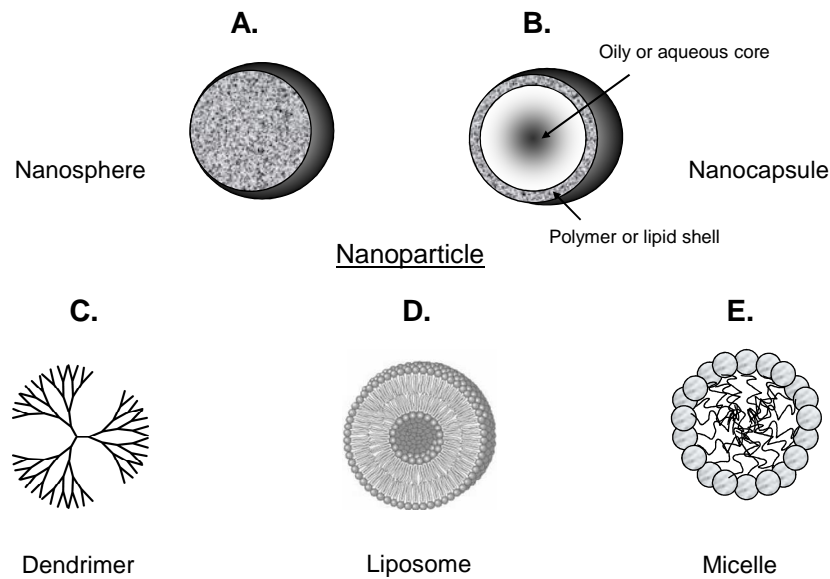 A.
B.
Oily or aqueous core
Nanosphere
Nanocapsule
Polymer or lipid shell
Nanoparticle
C.
D.
E.
Dendrimer
Liposome
Micelle